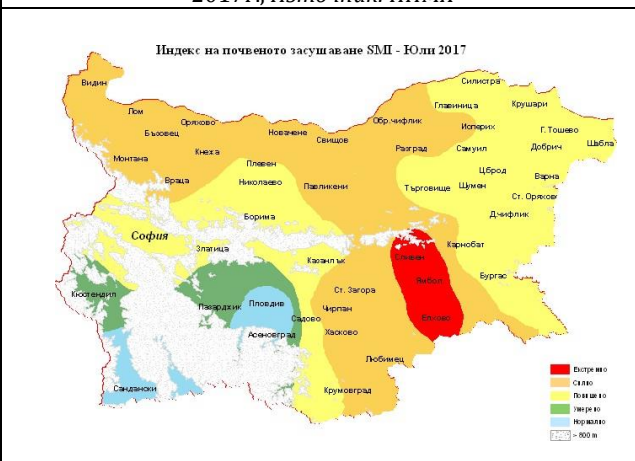 Индекс на почвеното засушаване SMI - Юли 2017
Силистра
Видин
Главиница
Крушари
Лом
Оряхово
Обр.чифлик
Исперих
Г. Тошево
Бъзовец
Новачене
Свищов
Шабла
Кнежа
Разград
Самуил
Добрич
Монтана
Плевен
Враца
Николаево
Павликени
Търговище
Шумен
Ц.брод
Варна
Ст. Оряхово
Борима
Д.чифлик
София
Златица
Карнобат
Казанлък
Сливен
Бургас
Кюстендил
Ст. Загора
Ямбол
Пазарджик
Пловдив
Садово
Чирпан
Елхово
Асеновград
Хасково
Любимец
Сандански
Крумовград
Екстремно
Силно
Повишено
Умерено
Нормално
> 800 m